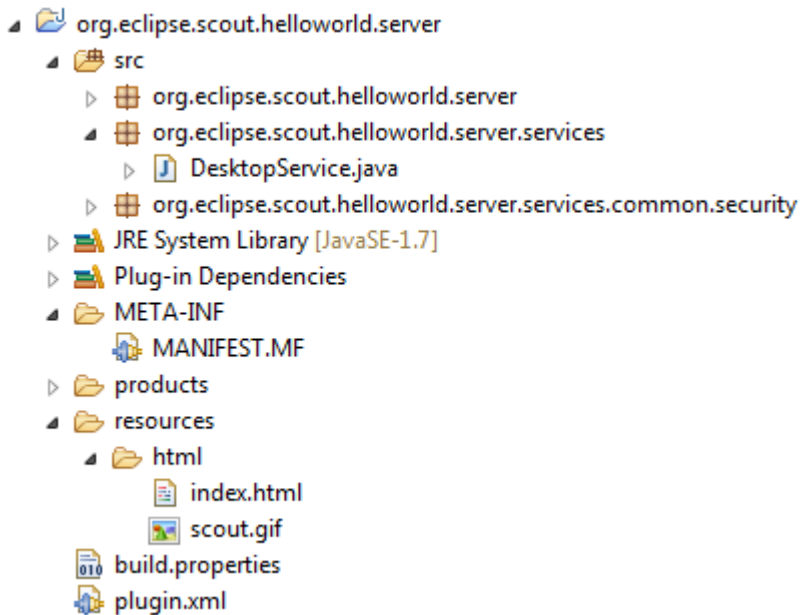 org.eclipse.scout.helloworld.server
src
org.eclipse.scout.helloworld.server
org.eclipse.scout.helloworld.server.services
DesktopService.java
org.eclipse.scout.helloworld.server.services.common.security
JRE System Library [JavaSE-1.7]
Plug-in Dependencies
META-INF
MANIFEST.MF
products
resources
html
index.html
scout.gif
build.properties
plugin.xml